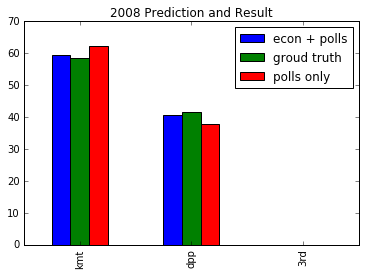 2008 Prediction and Result
70
60
50
40
30
20
10
0
econ + polls
groud truth
polls only
kmt
dpp
3rd